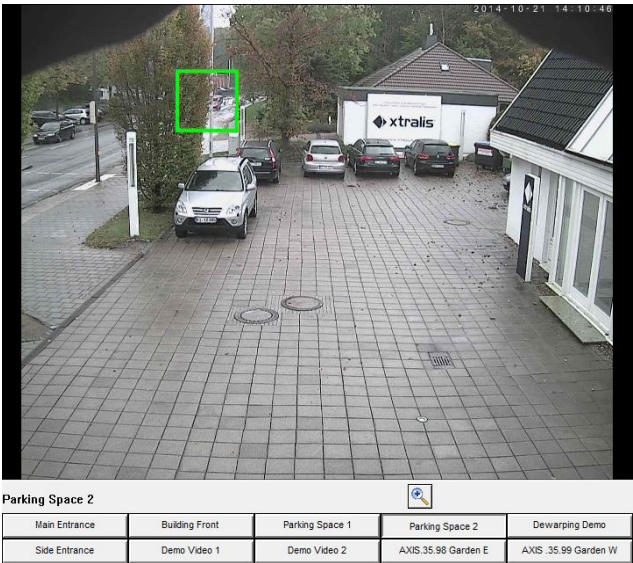 2014-10-21 14:10:46
xtralis
Parking Space 2
Main Entrance
Building Front
Parking Space 1
Parking Space 2
Dewarping Demo
Side Entrance
Demo Video 1
Demo Video 2
AXIS.35.98 Garden E
AXIS .35.99 Garden W